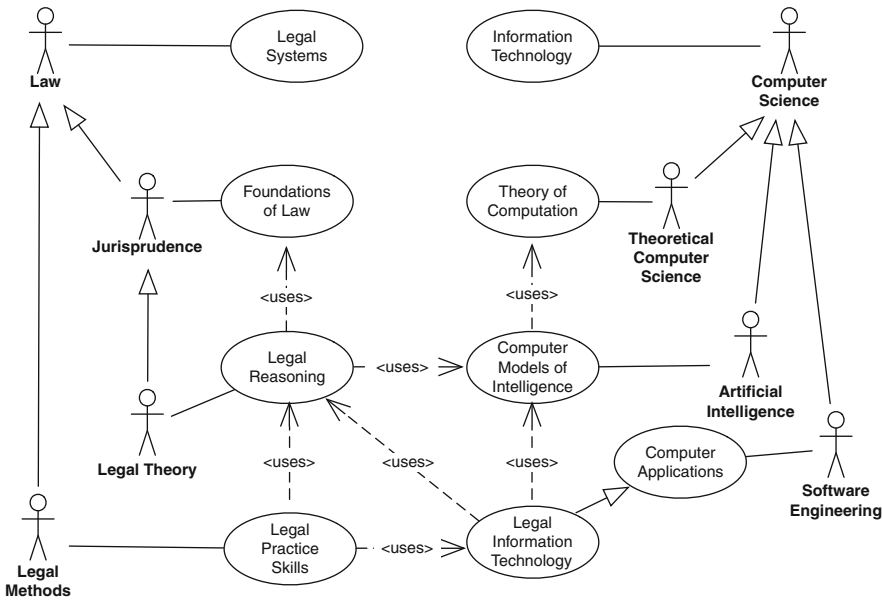 Legal
Systems
Information
Technology
Law
Computer
Science
Foundations
of Law
Theory of
Computation
Jurisprudence
Theoretical
Computer
Science
<uses>
<uses>
Legal
Reasoning
<uses>
Computer
Models of
Intelligence
Artificial
Intelligence
Legal Theory
<uses>
<uses>
<uses>
Computer
Applications
Software
Engineering
Legal
Practice
Skills
<uses>
Legal
Information
Technology
Legal
Methods